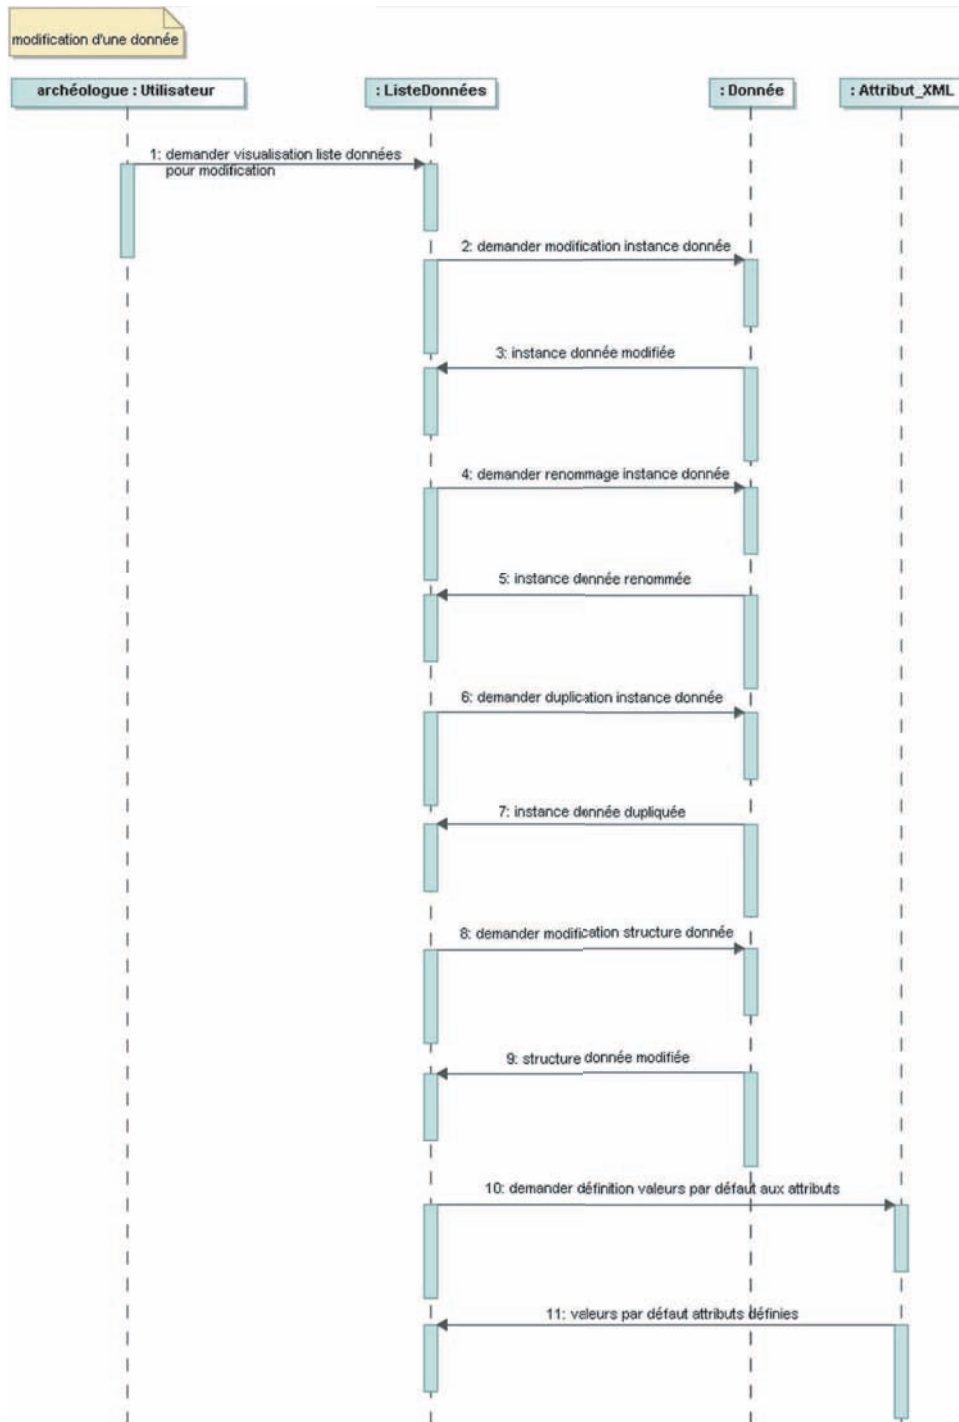 modification d'une donnée
archéologue : Utilisateur
: ListeDonnées
: Donnée
: Attribut_XML
1: demander visualisation liste données
pour modification
2: demander modification instance donnée
3: instance donnée modifiée
4: demander renommage instance donnée
5: instance donnée renommée
6: demander duplication instance donnée
7: instance donnée dupliquée
8: demander modification structure donnée
9: structure donnée modifiée
10: demander définition valeurs par défaut aux attributs
11: valeurs par défaut attributs définies